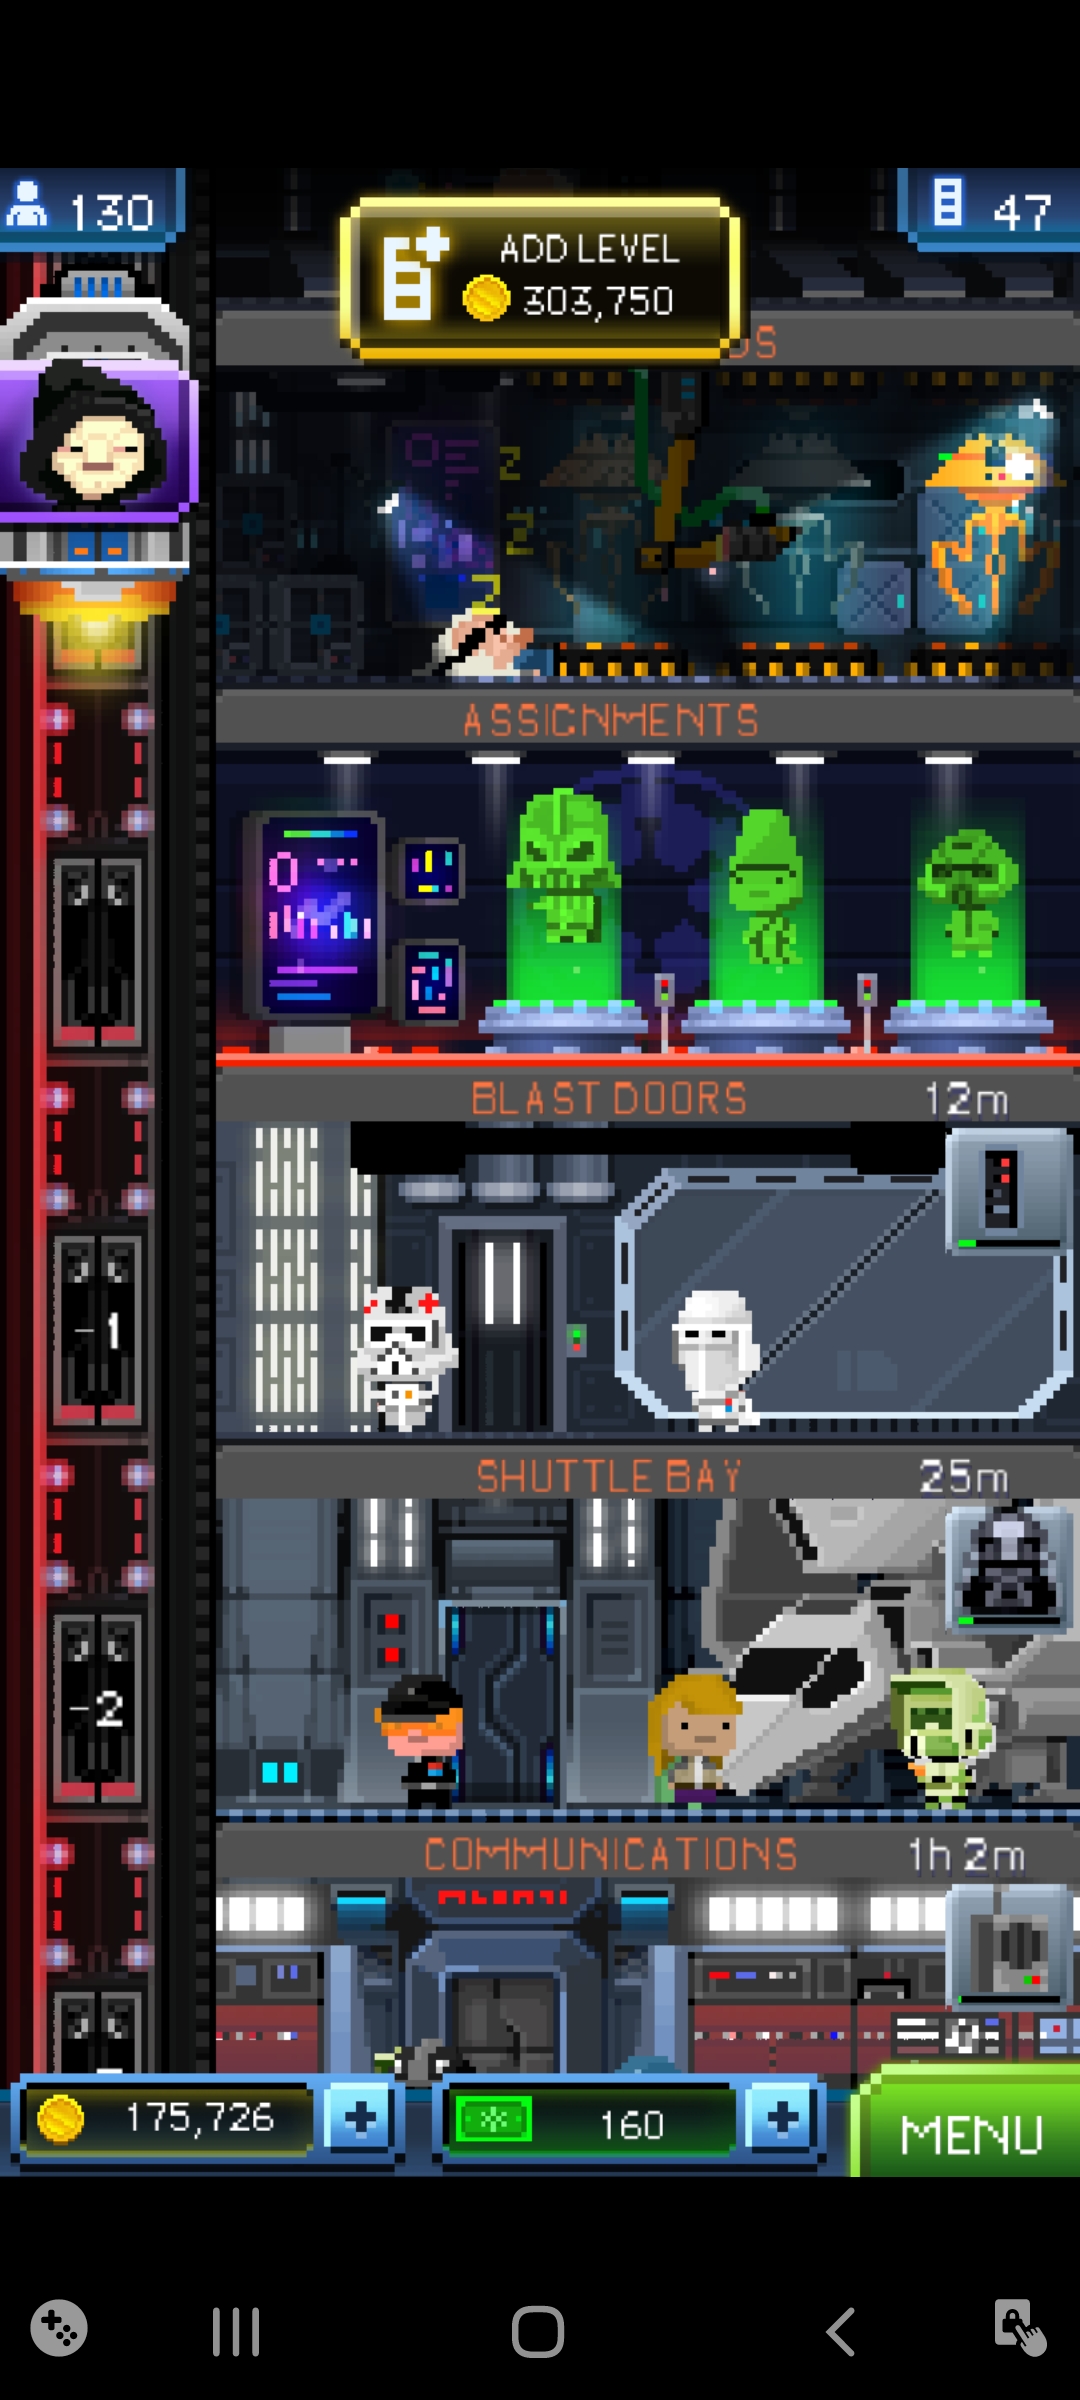 130
ADD LEVEL
303,750
47
Z
Z
Z
ASSIGNMENTS
BLAST DOORS 12m
-1
SHUTTLE BAY 25m
-2
COMMUNICATIONS 1h 2m
175,726
160
MENU